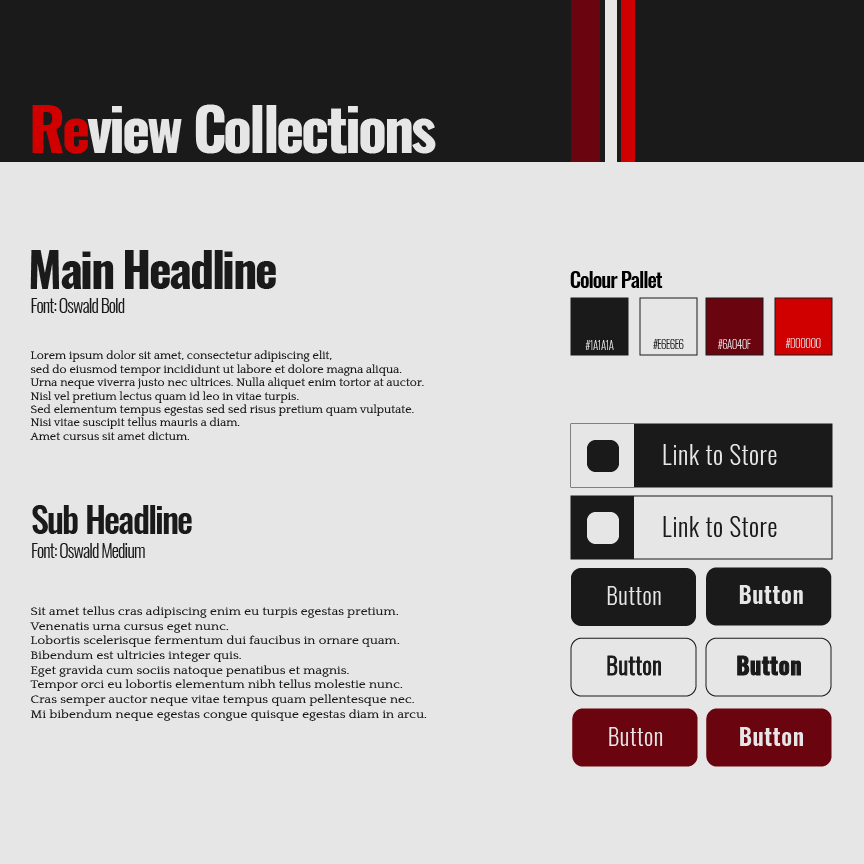 Review Collections
Main Headline
Font: Oswald Bold
Lorem ipsum dolor sit amet, consectetur adipiscing elit,
sed do eiusmod tempor incididunt ut labore et dolore magna aliqua.
Urna neque viverra justo nec ultrices. Nulla aliquet enim tortor at auctor.
Nisl vel pretium lectus quam id leo in vitae turpis.
Sed elementum tempus egestas sed sed risus pretium quam vulputate.
Nisi vitae suscipit tellus mauris a diam.
Amet cursus sit amet dictum.
Sub Headline
Font: Oswald Medium
Sit amet tellus cras adipiscing enim eu turpis egestas pretium.
Venenatis urna cursus eget nunc.
Lobortis scelerisque fermentum dui faucibus in ornare quam.
Bibendum est ultricies integer quis.
Eget gravida cum sociis natoque penatibus et magnis.
Tempor orci eu lobortis elementum nibh tellus molestie nunc.
Cras semper auctor neque vitae tempus quam pellentesque nec.
Mi bibendum neque egestas congue quisque egestas diam in arcu.
Colour Pallet
#1A1A1A #E6E6E6 #6A040F #D00000
Link to Store
Link to Store
Button Button
Button Button
Button Button